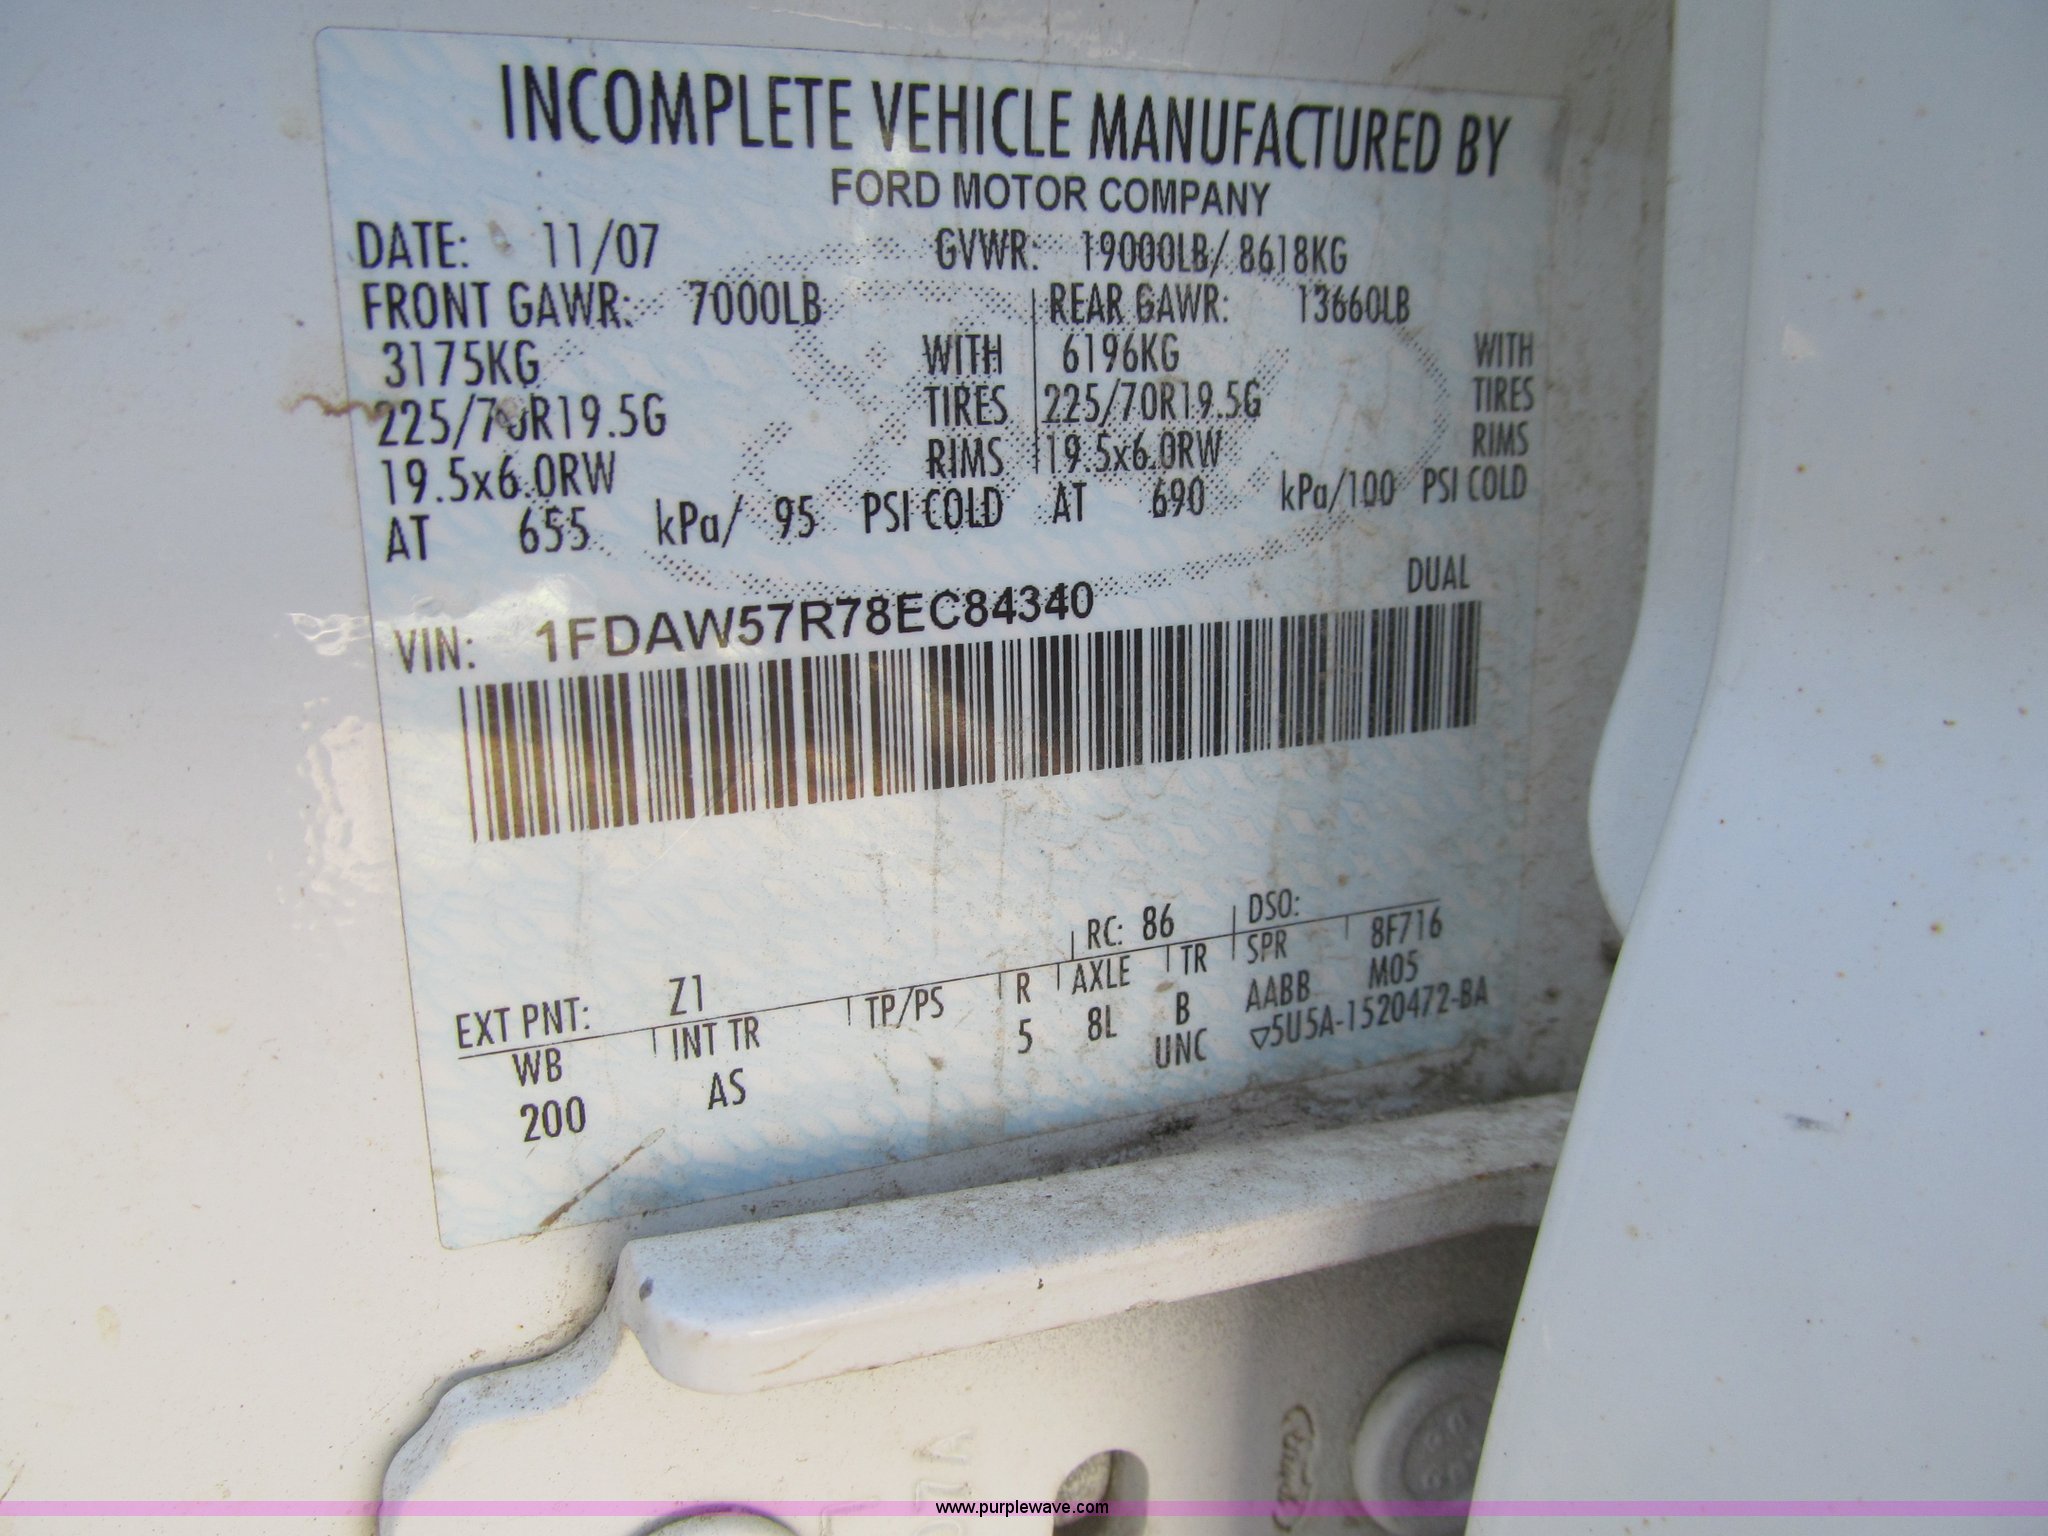 INCOMPLETE VEHICLE MANUFACTURED BY
FORD MOTOR COMPANY
DATE: 11/07 GVWR: 19000LB/ 8618KG
FRONT GAWR: 7000LB REAR GAWR: 13660LB
3175KG WITH 6196KG WITH
225/70R19.5G TIRES 225/70R19.5G TIRES
19.5x6.0RW RIMS 19.5x6.0RW RIMS
AT 655 kPa/ 95 PSI COLD AT 690 kPa/100 PSI COLD
DUAL
VIN: 1FDAW57R78EC84340
EXT PNT: Z1 RC: 86 DSO:
WB INT TR TP/PS R AXLE TR SPR 8F716
200 AS 5 8L B AABB M05
UNC ▽5U5A-1520472-BA
Ford
www.purplewave.com